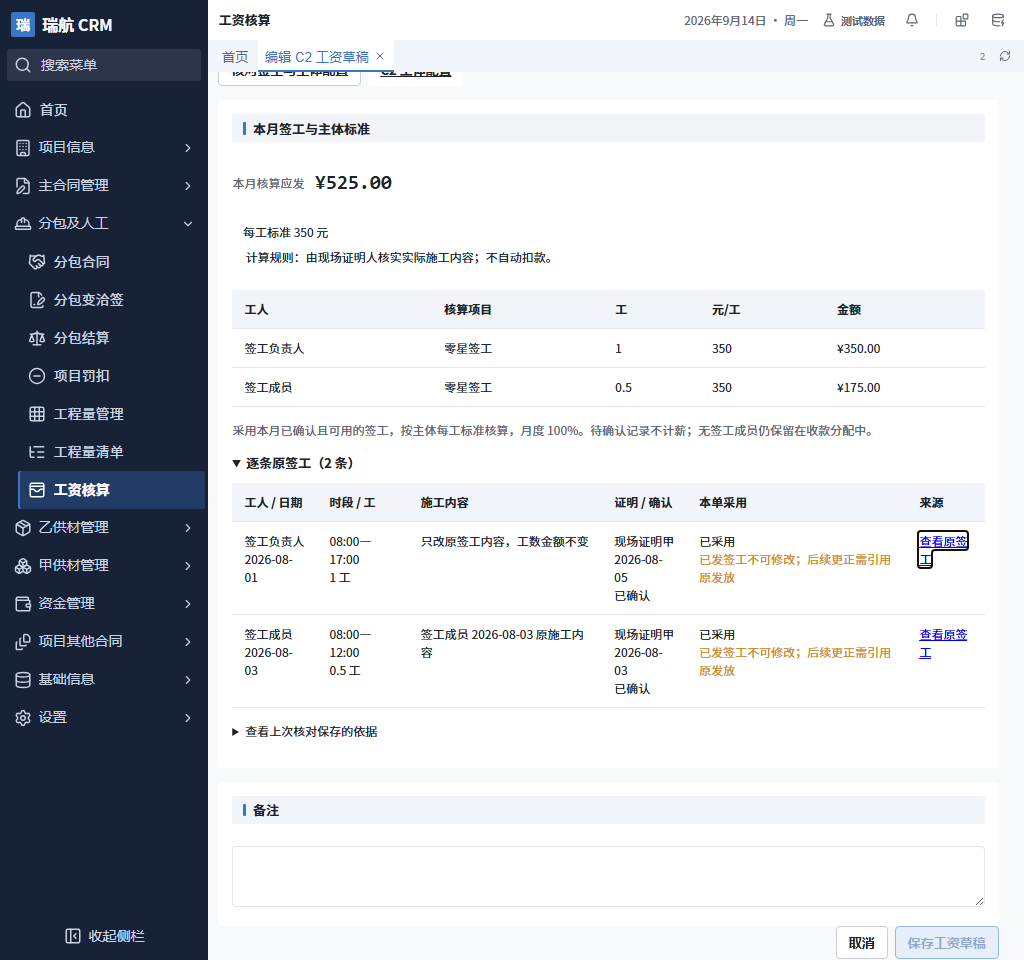 瑞 瑞航 CRM
搜索菜单
首页
项目信息
主合同管理
分包及人工
分包合同
分包变洽签
分包结算
项目罚扣
工程量管理
工程量清单
工资核算
乙供材管理
甲供材管理
资金管理
项目其他合同
基础信息
设置
收起侧栏
工资核算
2026年9月14日 · 周一 测试数据
首页 编辑 C2 工资草稿 × 2
核对签工与主体配置 C2 主体配置
本月签工与主体标准
本月核算应发 ¥525.00
每工标准 350 元
计算规则：由现场证明人核实实际施工内容；不自动扣款。
工人 核算项目 工 元/工 金额
签工负责人 零星签工 1 350 ¥350.00
签工成员 零星签工 0.5 350 ¥175.00
采用本月已确认且可用的签工，按主体每工标准核算，月度 100%。待确认记录不计薪；无签工成员仍保留在收款分配中。
▼ 逐条原签工（2 条）
工人 / 日期 时段 / 工 施工内容 证明 / 确认 本单采用 来源
签工负责人 08:00— 只改原签工内容，工数金额不变 现场证明甲 已采用 查看原签
2026-08- 17:00 2026-08- 已发签工不可修改；后续更正需引用 工
01 1 工 05 原发放
已确认
签工成员 08:00— 签工成员 2026-08-03 原施工内 现场证明甲 已采用 查看原签
2026-08- 12:00 容 2026-08- 已发签工不可修改；后续更正需引用 工
03 0.5 工 03 原发放
已确认
▶ 查看上次核对保存的依据
备注
取消 保存工资草稿